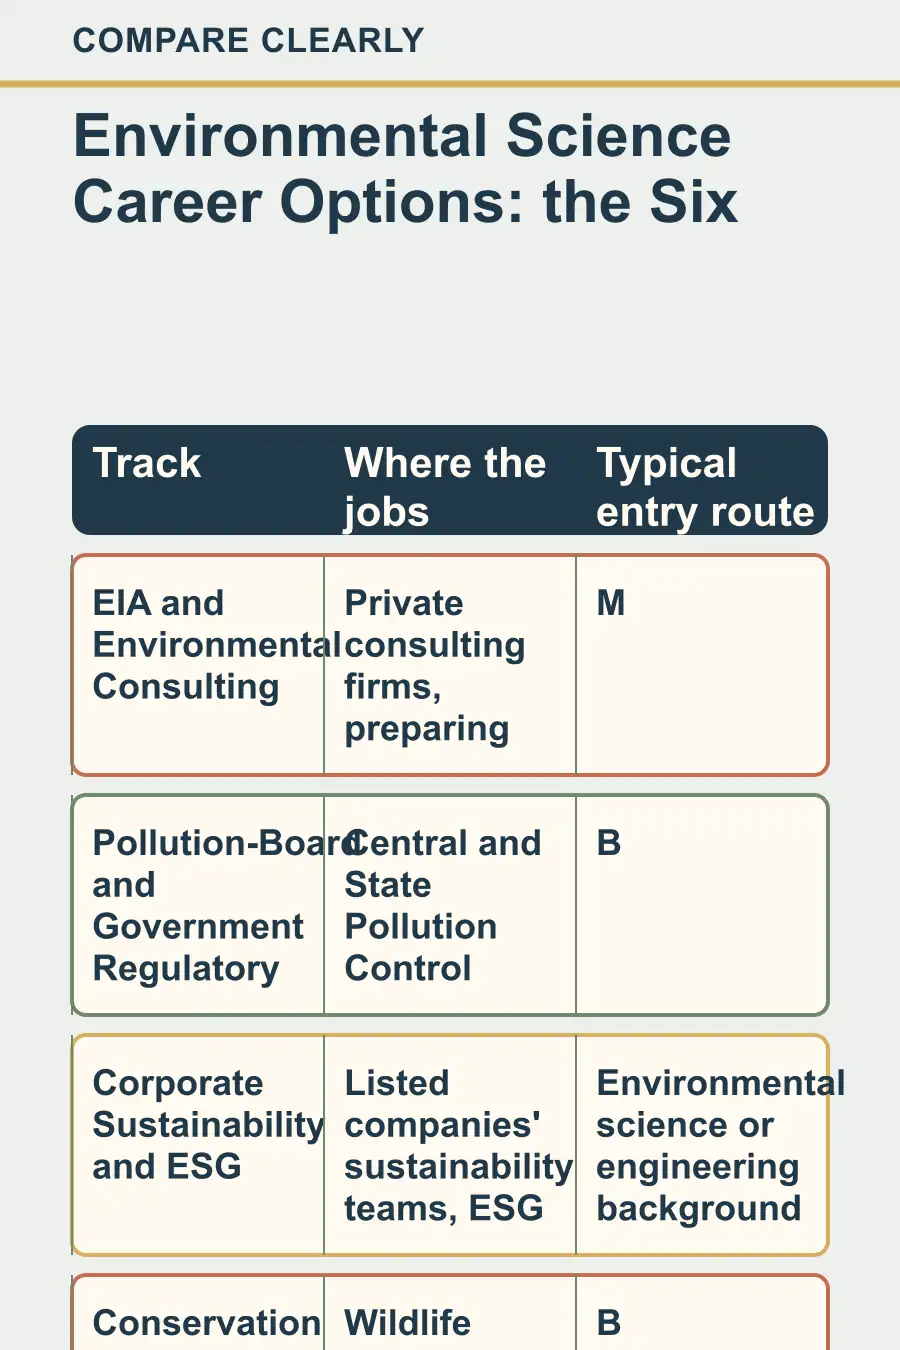 COMPARE CLEARLY
Environmental Science
Career Options: the Six
Track
Where the
jobs
Typical
entry route
EIA and
Environmental
Consulting
Private
consulting
firms,
preparing
M
Pollution-Board
and
Government
Regulatory
Central and
State
Pollution
Control
B
Corporate
Sustainability
and ESG
Listed
companies'
sustainability
teams, ESG
Environmental
science or
engineering
background
Conservation
Wildlife
B